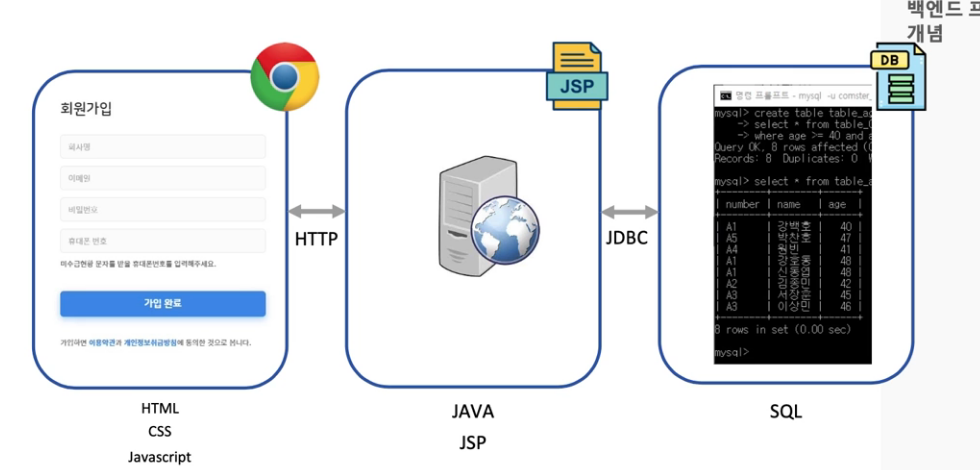 백엔드 프
개념
회원가입
회사명
이메일
비밀번호
휴대폰 번호
미수금현황 문자를 받을 휴대폰번호를 입력해주세요.
가입 완료
가입하면 이용약관과 개인정보취급방침에 동의한 것으로 봅니다.
HTML
CSS
Javascript
HTTP
JSP
JAVA
JSP
JDBC
DB
명령 프롬프트 - mysql -u comster_
mysql> create table table_a
-> select * from table_
-> where age >= 40 and a
Query OK, 8 rows affected (0
Records: 8 Duplicates: 0 W
mysql> select * from table_a
| number | name | age |
| A1 | 강백호 | 40 |
| A5 | 박찬호 | 47 |
| A4 | 원빈 | 41 |
| A1 | 강호동 | 48 |
| A1 | 신동엽 | 48 |
| A2 | 김종민 | 42 |
| A3 | 서장훈 | 45 |
| A3 | 이상민 | 46 |
8 rows in set (0.00 sec)
mysql>
SQL